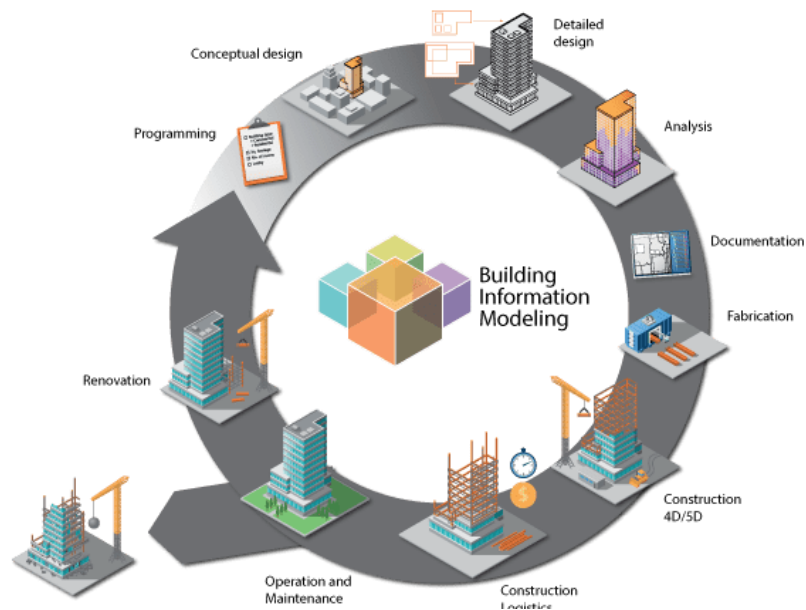 Detailed
design
Conceptual design
Programming
Analysis
Documentation
Building
Information
Modeling
Fabrication
Renovation
Construction
4D/5D
Operation and
Maintenance
Construction
Logistics
$